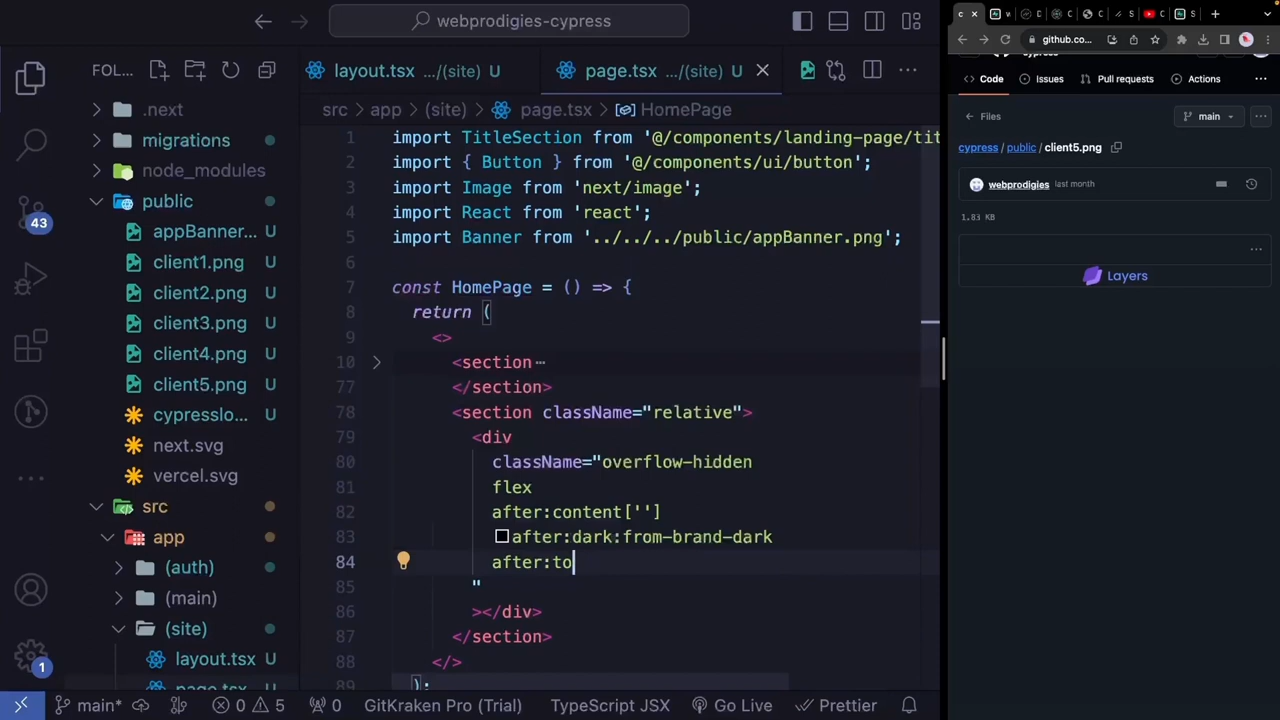 webprodigies-cypress
FOL...
layout.tsx .../(site) U
page.tsx .../(site) U
src > app > (site) > page.tsx > HomePage
.next
migrations
node_modules
public
appBanner... U
client1.png U
client2.png U
client3.png U
client4.png U
client5.png U
cypresslo... U
next.svg
vercel.svg
src
app
(auth)
(main)
(site)
layout.tsx U
page.tsx U
43
1
1 import TitleSection from '@/components/landing-page/tit
2 import { Button } from '@/components/ui/button';
3 import Image from 'next/image';
4 import React from 'react';
5 import Banner from '../../../public/appBanner.png';
6
7 const HomePage = () => {
8 return (
9 <>
10 <section
77 </section>
78 <section className="relative">
79 <div
80 className="overflow-hidden
81 flex
82 after:content['']
83 after:dark:from-brand-dark
84 after:to
85 "
86 ></div>
87 </section>
88 </>
89 );
main* 0 5 0 GitKraken Pro (Trial) TypeScript JSX Go Live Prettier
github.co...
cypress
Code Issues Pull requests Actions
Files main
cypress / public / client5.png
webprodigies last month
1.83 KB
Layers